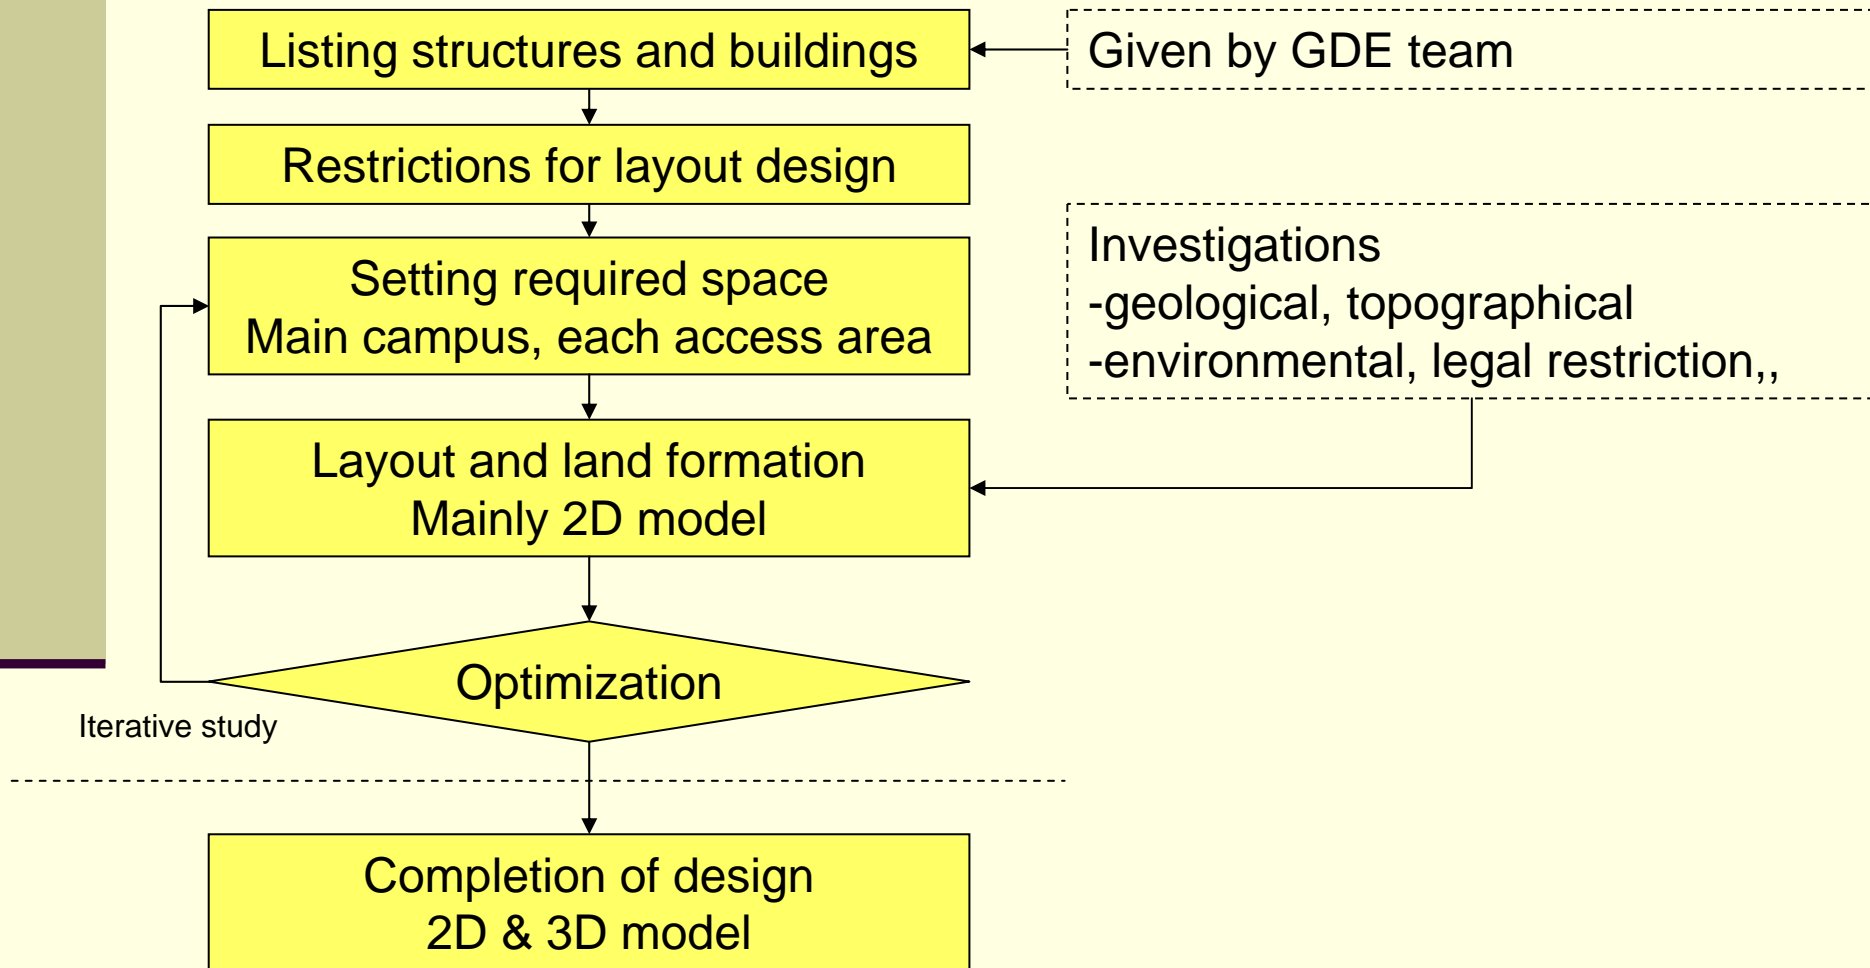 Listing structures and buildings
Given by GDE team
Restrictions for layout design
Setting required space
Main campus, each access area
Investigations
-geological, topographical
-environmental, legal restriction,,
Layout and land formation
Mainly 2D model
Optimization
Iterative study
Completion of design
2D & 3D model